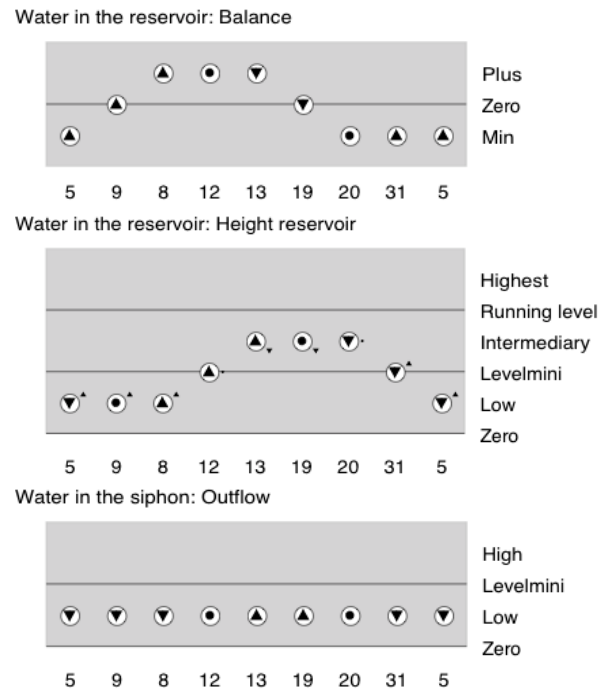 Water in the reservoir: Balance
Plus
Zero
Min
5 9 8 12 13 19 20 31 5
Water in the reservoir: Height reservoir
Highest
Running level
Intermediary
Levelmini
Low
Zero
5 9 8 12 13 19 20 31 5
Water in the siphon: Outflow
High
Levelmini
Low
Zero
5 9 8 12 13 19 20 31 5